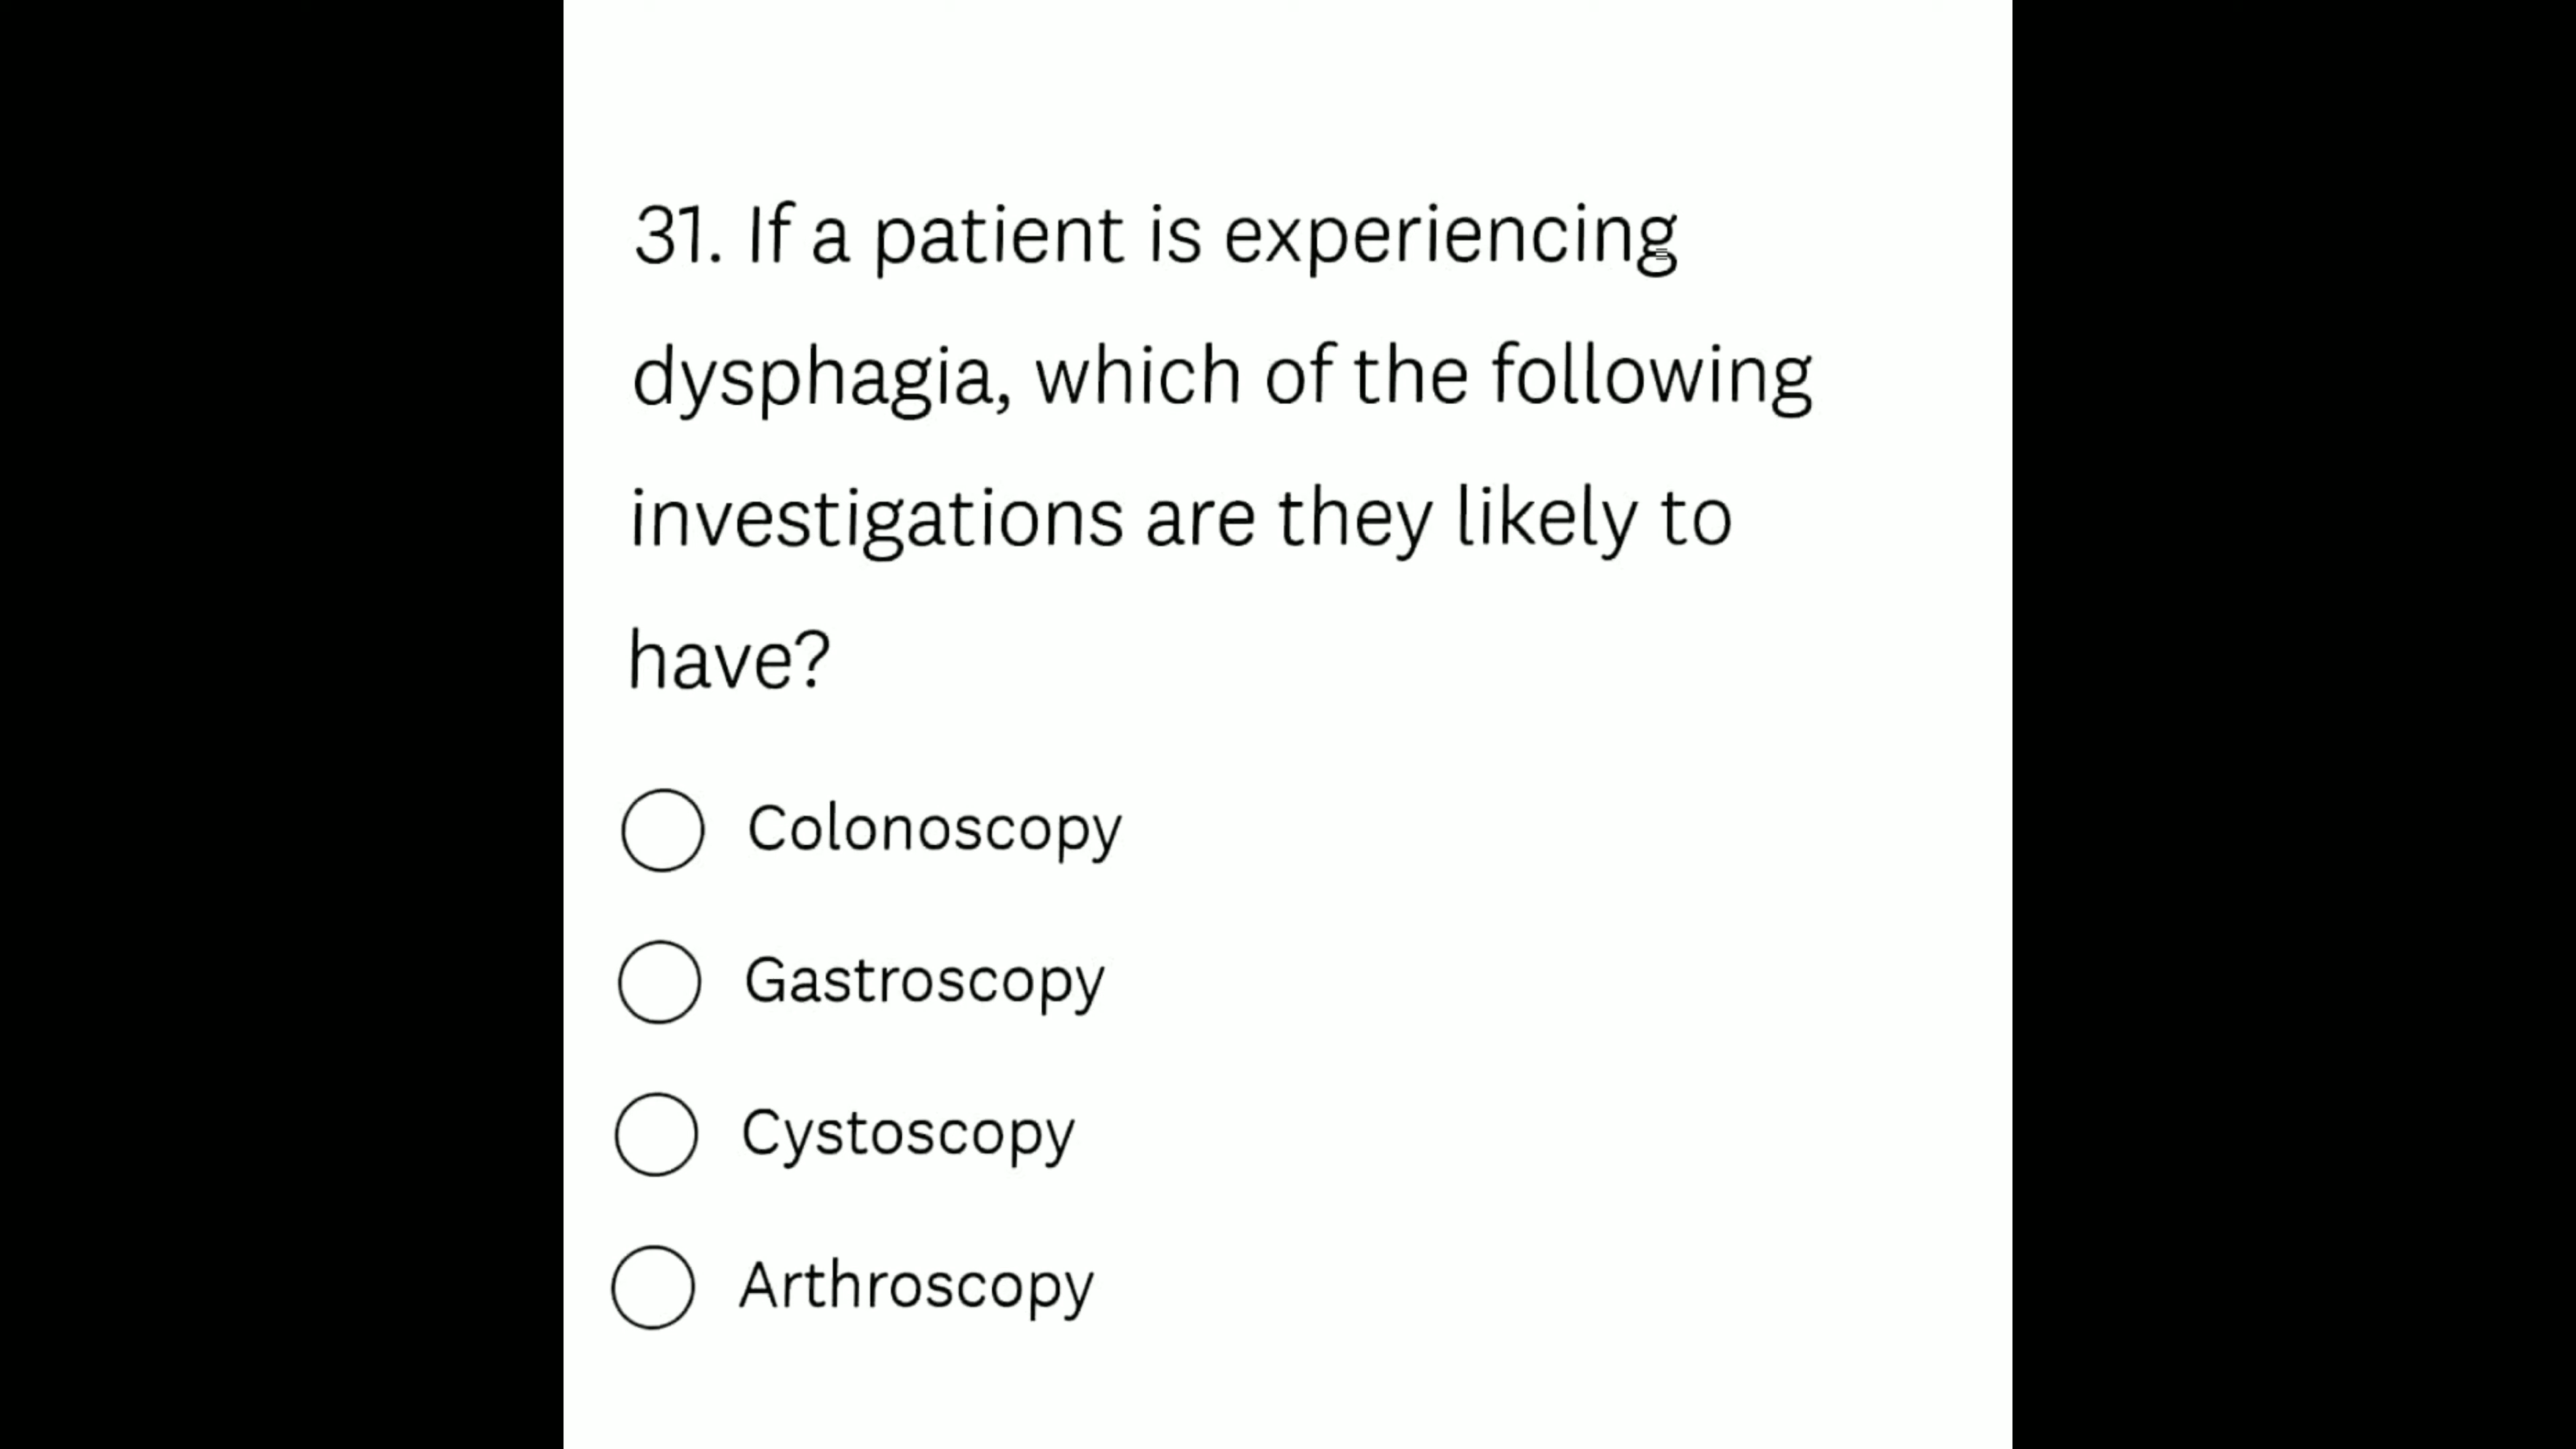 31. If a patient is experiencing
dysphagia, which of the following
investigations are they likely to
have?
Colonoscopy
Gastroscopy
Cystoscopy
Arthroscopy